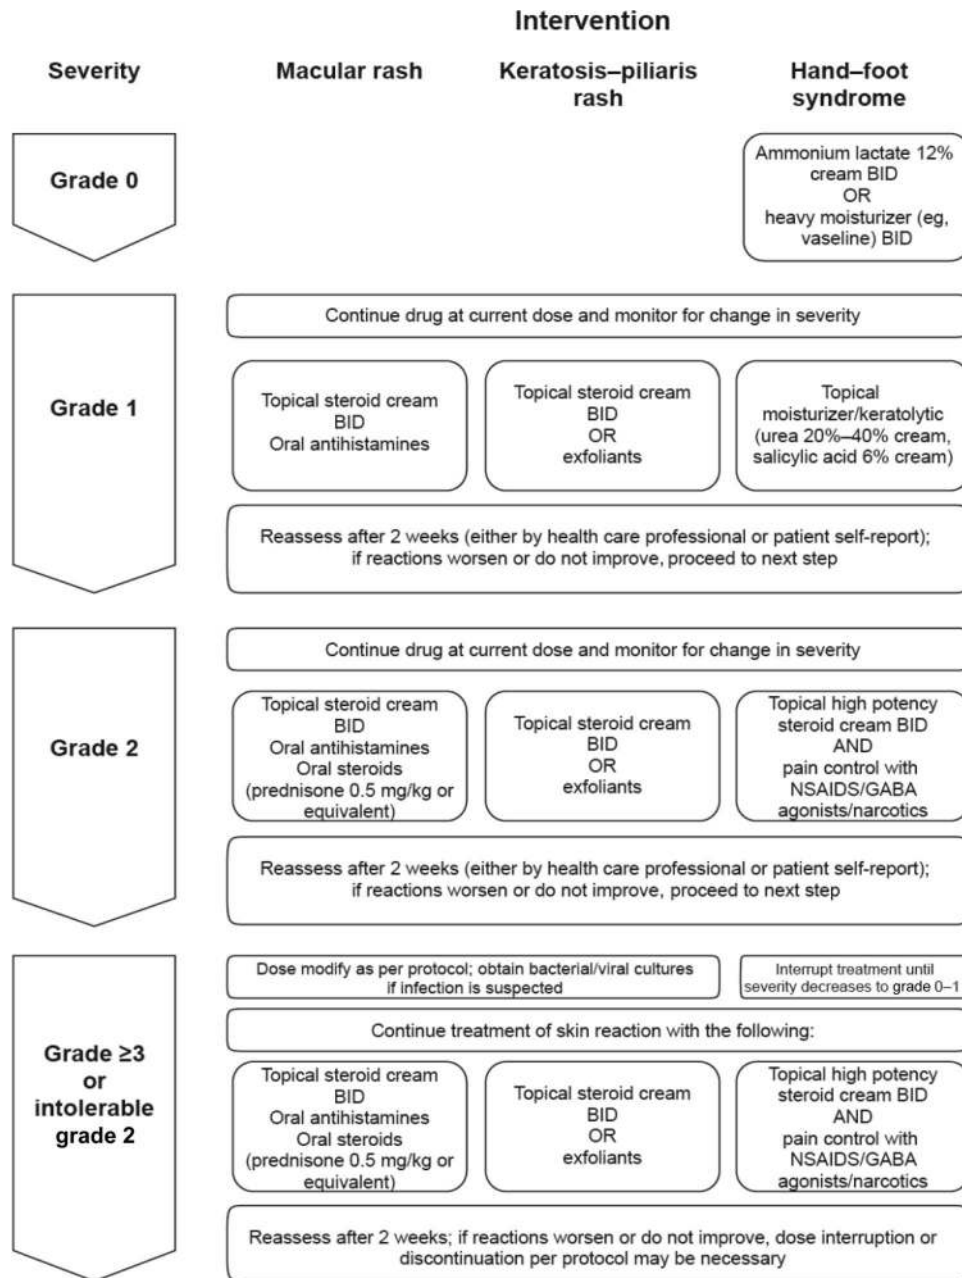 Intervention
Severity
Macular rash
Keratosis–piliaris
rash
Hand–foot
syndrome
Grade 0
Ammonium lactate 12%
cream BID
OR
heavy moisturizer (eg,
vaseline) BID
Grade 1
Continue drug at current dose and monitor for change in severity
Topical steroid cream
BID
Oral antihistamines
Topical steroid cream
BID
OR
exfoliants
Topical
moisturizer/keratolytic
(urea 20%–40% cream,
salicylic acid 6% cream)
Reassess after 2 weeks (either by health care professional or patient self-report);
if reactions worsen or do not improve, proceed to next step
Grade 2
Continue drug at current dose and monitor for change in severity
Topical steroid cream
BID
Oral antihistamines
Oral steroids
(prednisone 0.5 mg/kg or
equivalent)
Topical steroid cream
BID
OR
exfoliants
Topical high potency
steroid cream BID
AND
pain control with
NSAIDS/GABA
agonists/narcotics
Reassess after 2 weeks (either by health care professional or patient self-report);
if reactions worsen or do not improve, proceed to next step
Grade ≥3
or
intolerable
grade 2
Dose modify as per protocol; obtain bacterial/viral cultures
if infection is suspected
Interrupt treatment until
severity decreases to grade 0–1
Continue treatment of skin reaction with the following:
Topical steroid cream
BID
Oral antihistamines
Oral steroids
(prednisone 0.5 mg/kg or
equivalent)
Topical steroid cream
BID
OR
exfoliants
Topical high potency
steroid cream BID
AND
pain control with
NSAIDS/GABA
agonists/narcotics
Reassess after 2 weeks; if reactions worsen or do not improve, dose interruption or
discontinuation per protocol may be necessary